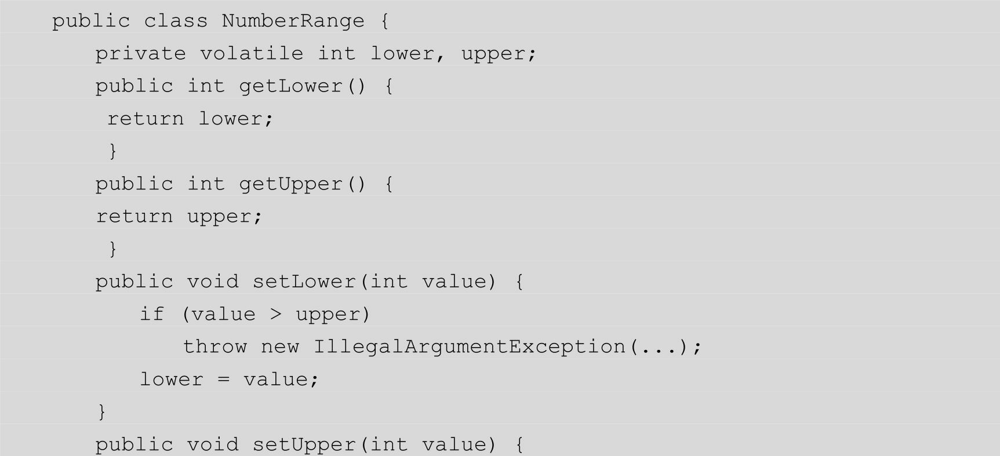 public class NumberRange {
private volatile int lower, upper;
public int getLower() {
return lower;
}
public int getUpper() {
return upper;
}
public void setLower(int value) {
if (value > upper)
throw new IllegalArgumentException(...);
lower = value;
}
public void setUpper(int value) {